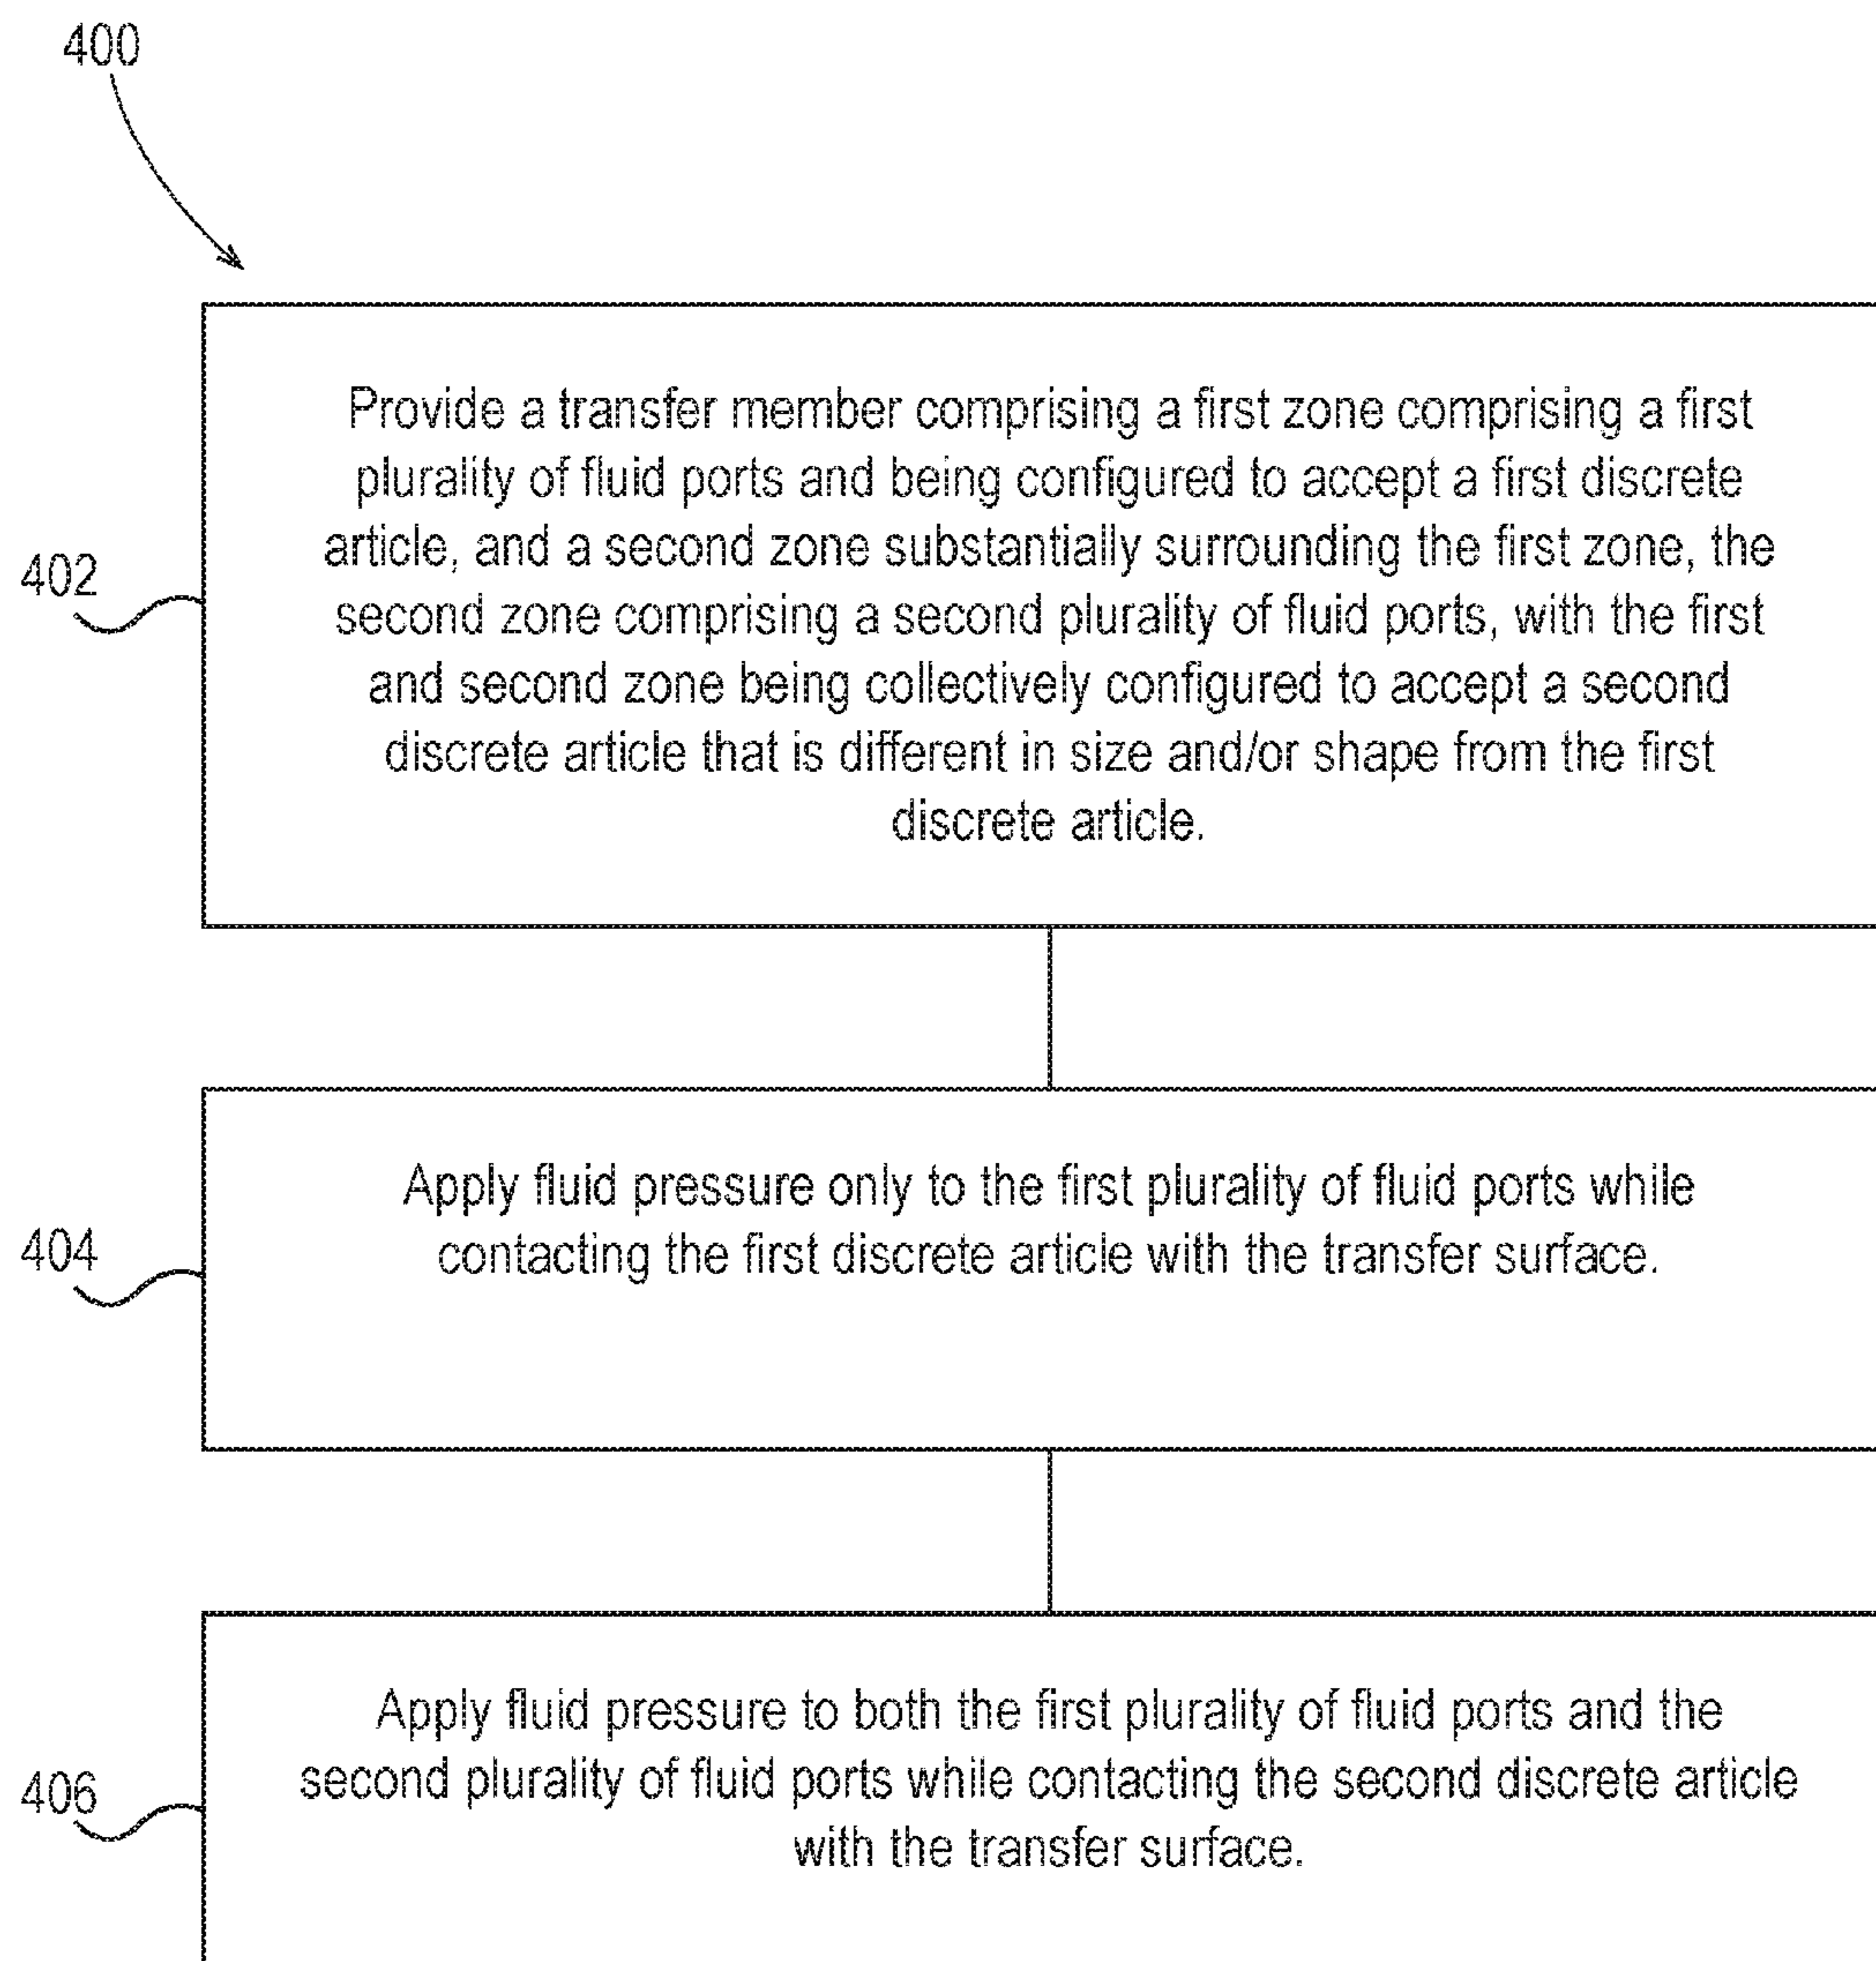 400
402
Provide a transfer member comprising a first zone comprising a first
plurality of fluid ports and being configured to accept a first discrete
article, and a second zone substantially surrounding the first zone, the
second zone comprising a second plurality of fluid ports, with the first
and second zone being collectively configured to accept a second
discrete article that is different in size and/or shape from the first
discrete article.
404
Apply fluid pressure only to the first plurality of fluid ports while
contacting the first discrete article with the transfer surface.
406
Apply fluid pressure to both the first plurality of fluid ports and the
second plurality of fluid ports while contacting the second discrete article
with the transfer surface.